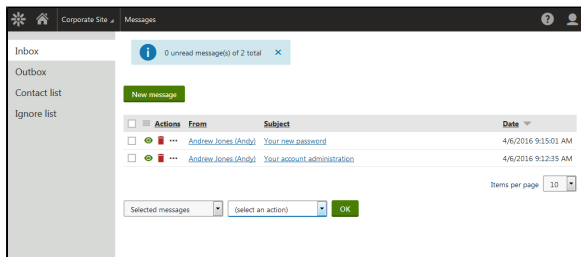 Corporate Site Messages
Inbox
Outbox
Contact list
Ignore list
0 unread message(s) of 2 total
New message
Actions From Subject Date
Andrew Jones (Andy) Your new password 4/6/2016 9:15:01 AM
Andrew Jones (Andy) Your account administration 4/6/2016 9:12:35 AM
Items per page 10
Selected messages (select an action) OK